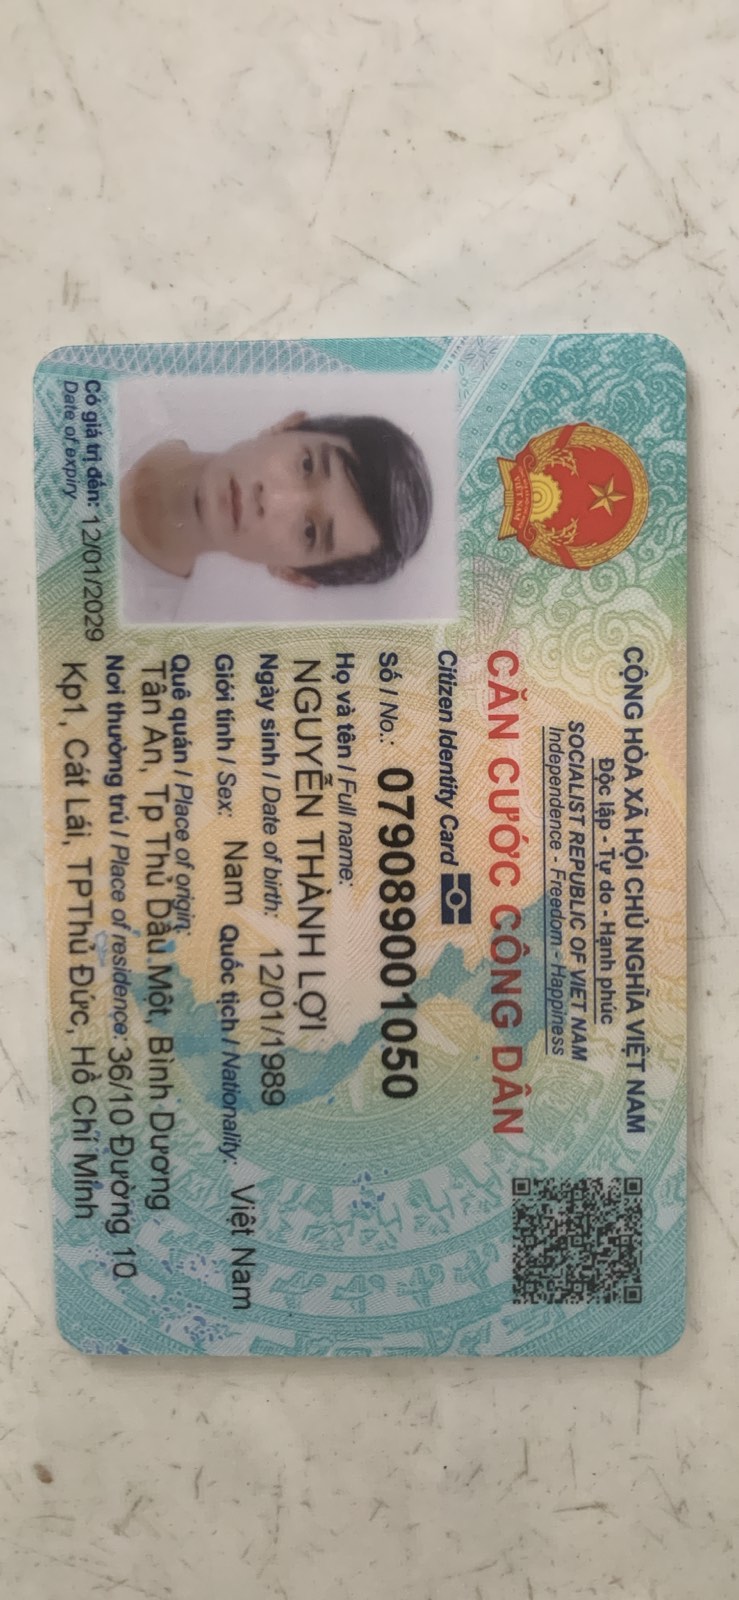 CỘNG HÒA XÃ HỘI CHỦ NGHĨA VIỆT NAM
Độc lập - Tự do - Hạnh phúc
SOCIALIST REPUBLIC OF VIET NAM
Independence - Freedom - Happiness
CĂN CƯỚC CÔNG DÂN
Citizen Identity Card
Số / No.: 079089001050
Họ và tên / Full name:
NGUYỄN THÀNH LỢI
Ngày sinh / Date of birth: 12/01/1989
Giới tính / Sex: Nam Quốc tịch / Nationality: Việt Nam
Quê quán / Place of origin:
Tân An, Tp Thủ Dầu Một, Bình Dương
Nơi thường trú / Place of residence: 36/10 Đường 10
Kp1, Cát Lái, TPThủ Đức, Hồ Chí Minh
Có giá trị đến: 12/01/2029
Date of expiry